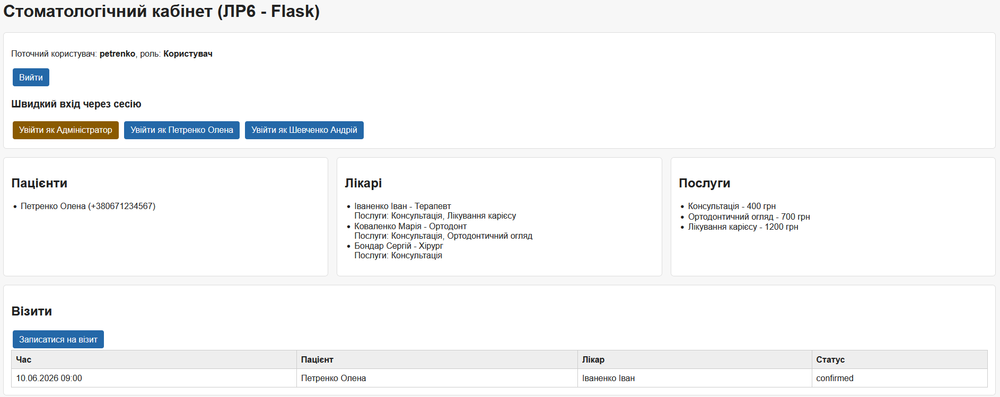 Стоматологічний кабінет (ЛР6 - Flask)
Поточний користувач: petrenko, роль: Користувач
Вийти
Швидкий вхід через сесію
Увійти як Адміністратор Увійти як Петренко Олена Увійти як Шевченко Андрій
Пацієнти
Петренко Олена (+380671234567)
Лікарі
Іваненко Іван - Терапевт
Послуги: Консультація, Лікування карієсу
Коваленко Марія - Ортодонт
Послуги: Консультація, Ортодонтичний огляд
Бондар Сергій - Хірург
Послуги: Консультація
Послуги
Консультація - 400 грн
Ортодонтичний огляд - 700 грн
Лікування карієсу - 1200 грн
Візити
Записатися на візит
Час Пацієнт Лікар Статус
10.06.2026 09:00 Петренко Олена Іваненко Іван confirmed